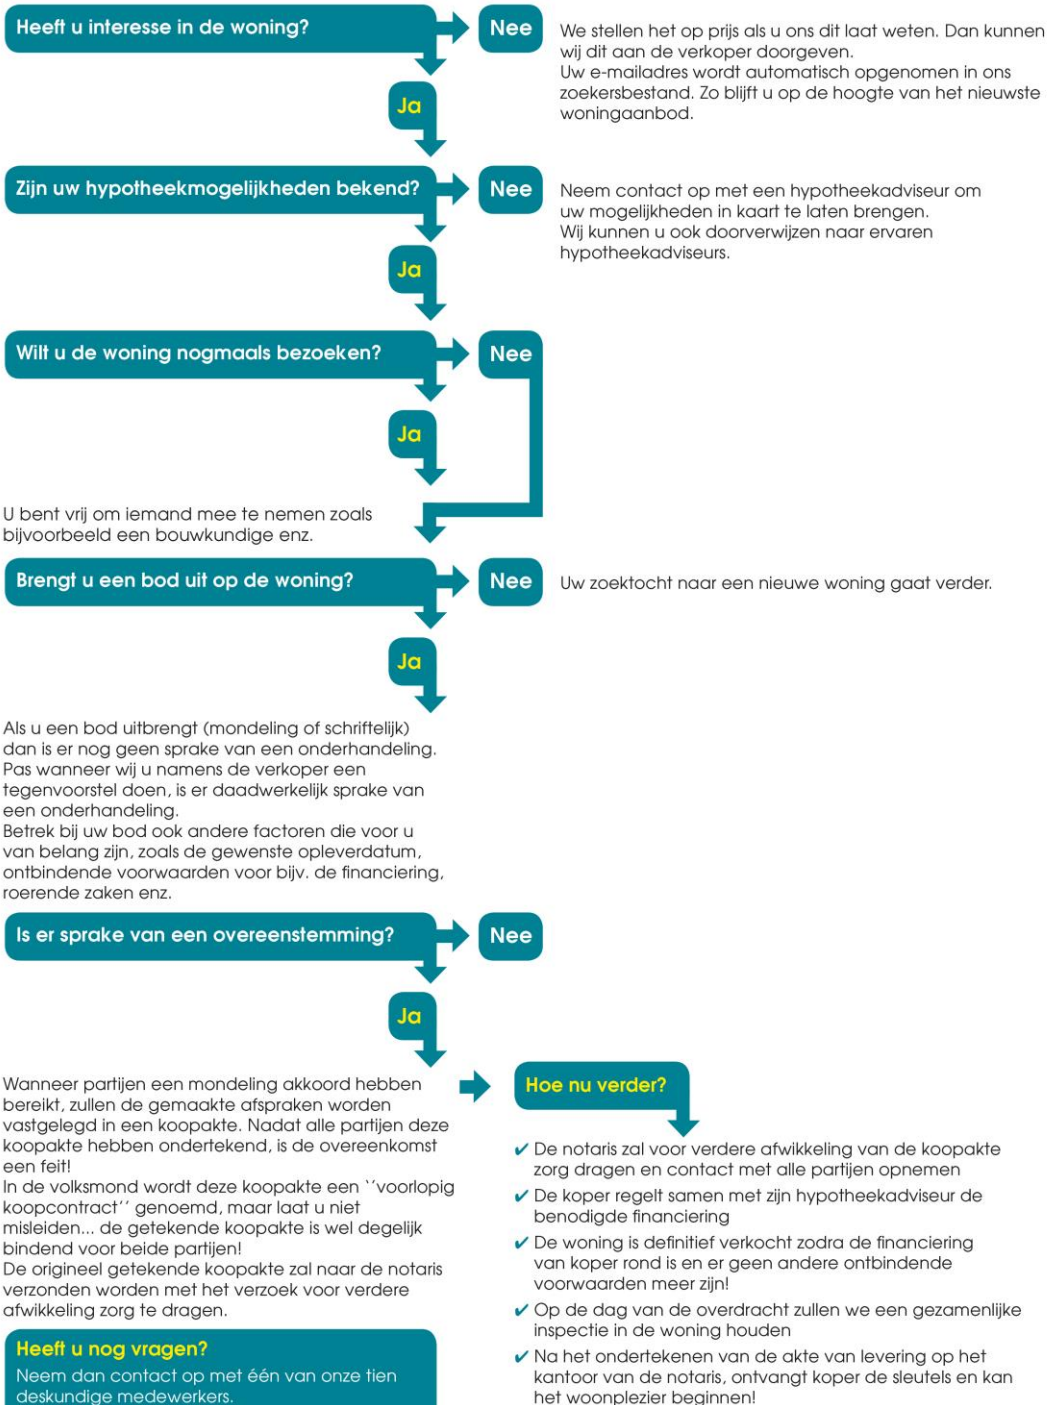 Heeft u interesse in de woning?
Nee
We stellen het op prijs als u ons dit laat weten. Dan kunnen
wij dit aan de verkoper doorgeven.
Uw e-mailadres wordt automatisch opgenomen in ons
zoekersbestand. Zo blijft u op de hoogte van het nieuwste
woningaanbod.
Ja
Zijn uw hypotheekmogelijkheden bekend?
Nee
Neem contact op met een hypotheekadviseur om
uw mogelijkheden in kaart te laten brengen.
Wij kunnen u ook doorverwijzen naar ervaren
hypotheekadviseurs.
Ja
Wilt u de woning nogmaals bezoeken?
Nee
Ja
U bent vrij om iemand mee te nemen zoals
bijvoorbeeld een bouwkundige enz.
Brengt u een bod uit op de woning?
Nee
Uw zoektocht naar een nieuwe woning gaat verder.
Ja
Als u een bod uitbrengt (mondeling of schriftelijk)
dan is er nog geen sprake van een onderhandeling.
Pas wanneer wij u namens de verkoper een
tegenvoorstel doen, is er daadwerkelijk sprake van
een onderhandeling.
Betrek bij uw bod ook andere factoren die voor u
van belang zijn, zoals de gewenste opleverdatum,
ontbindende voorwaarden voor bijv. de financiering,
roerende zaken enz.
Is er sprake van een overeenstemming?
Nee
Ja
Wanneer partijen een mondeling akkoord hebben
bereikt, zullen de gemaakte afspraken worden
vastgelegd in een koopakte. Nadat alle partijen deze
koopakte hebben ondertekend, is de overeenkomst
een feit!
In de volksmond wordt deze koopakte een ‘‘voorlopig
koopcontract’’ genoemd, maar laat u niet
misleiden... de getekende koopakte is wel degelijk
bindend voor beide partijen!
De origineel getekende koopakte zal naar de notaris
verzonden worden met het verzoek voor verdere
afwikkeling zorg te dragen.
Heeft u nog vragen?
Neem dan contact op met één van onze tien
deskundige medewerkers.
Hoe nu verder?
✔ De notaris zal voor verdere afwikkeling van de koopakte
zorg dragen en contact met alle partijen opnemen
✔ De koper regelt samen met zijn hypotheekadviseur de
benodigde financiering
✔ De woning is definitief verkocht zodra de financiering
van koper rond is en er geen andere ontbindende
voorwaarden meer zijn!
✔ Op de dag van de overdracht zullen we een gezamenlijke
inspectie in de woning houden
✔ Na het ondertekenen van de akte van levering op het
kantoor van de notaris, ontvangt koper de sleutels en kan
het woonplezier beginnen!